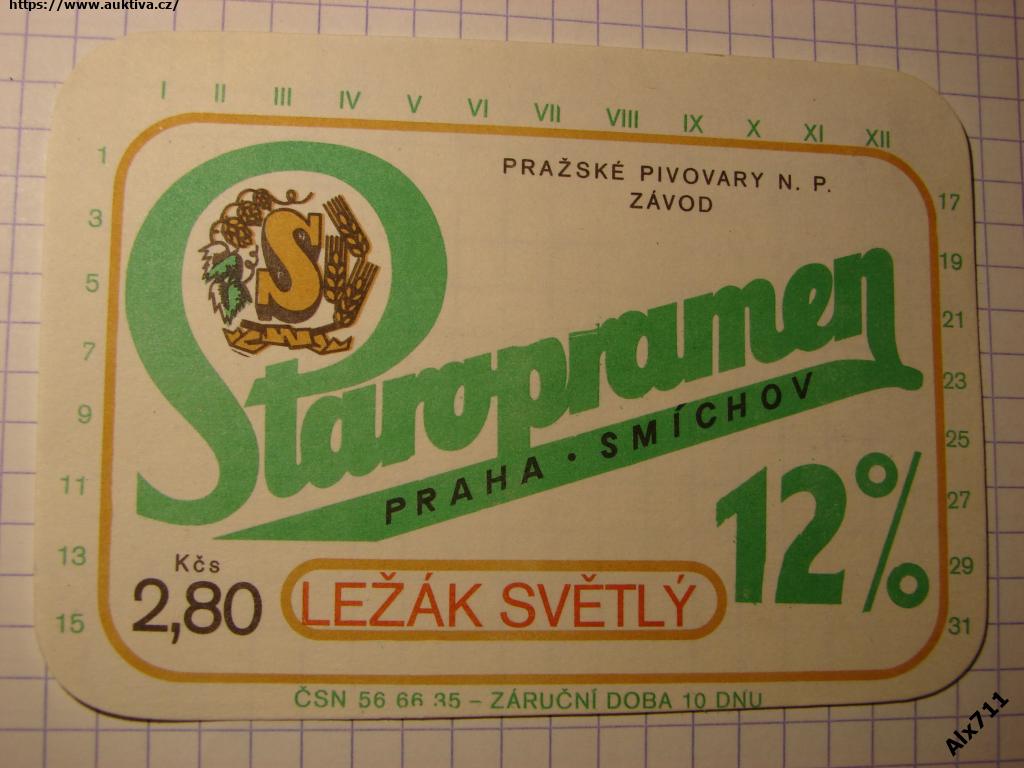 https://www.auktiva.cz/
I II III IV V VI VII VIII IX X XI XII
1
3
5
7
9
11
13
15
17
19
21
23
25
27
29
31
PRAŽSKÉ PIVOVARY N. P.
ZÁVOD
S
Staropramen
PRAHA · SMÍCHOV
12%
Kčs
2,80
LEŽÁK SVĚTLÝ
ČSN 56 66 35 – ZÁRUČNÍ DOBA 10 DNU
Alx711